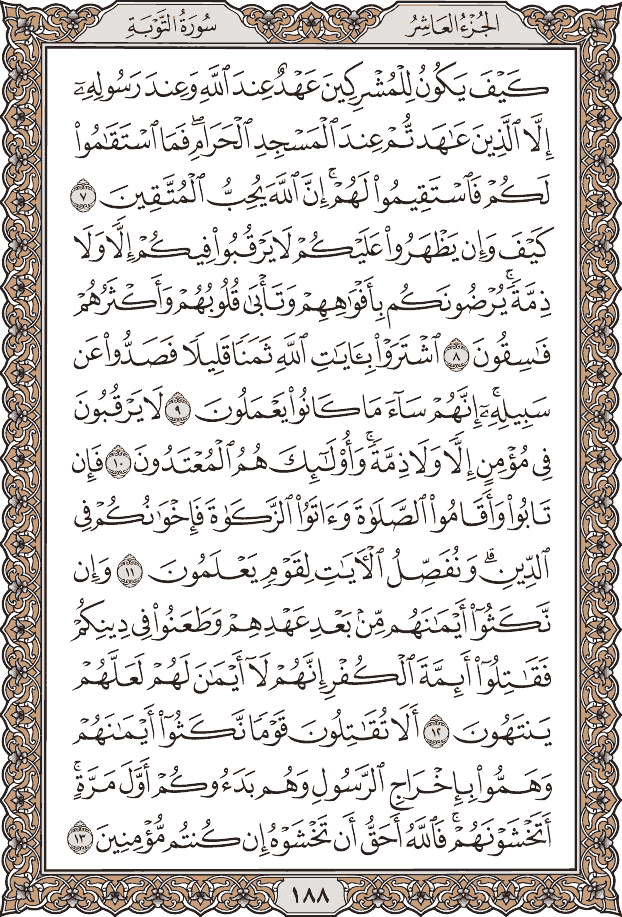 الجُزْءُ العَاشِرُ
سُورَةُ التَّوْبَةِ
كَيْفَ يَكُونُ لِلْمُشْرِكِينَ عَهْدٌ عِندَ ٱللَّهِ وَعِندَ رَسُولِهِۦٓ
إِلَّا ٱلَّذِينَ عَٰهَدتُّمْ عِندَ ٱلْمَسْجِدِ ٱلْحَرَامِۖ فَمَا ٱسْتَقَٰمُوا۟
لَكُمْ فَٱسْتَقِيمُوا۟ لَهُمْۚ إِنَّ ٱللَّهَ يُحِبُّ ٱلْمُتَّقِينَ ٧
كَيْفَ وَإِن يَظْهَرُوا۟ عَلَيْكُمْ لَا يَرْقُبُوا۟ فِيكُمْ إِلًّا وَلَا
ذِمَّةًۚ يُرْضُونَكُم بِأَفْوَٰهِهِمْ وَتَأْبَىٰ قُلُوبُهُمْ وَأَكْثَرُهُمْ
فَٰسِقُونَ ٨ ٱشْتَرَوْا۟ بِـَٔايَٰتِ ٱللَّهِ ثَمَنًا قَلِيلًا فَصَدُّوا۟ عَن
سَبِيلِهِۦٓۚ إِنَّهُمْ سَآءَ مَا كَانُوا۟ يَعْمَلُونَ ٩ لَا يَرْقُبُونَ
فِى مُؤْمِنٍ إِلًّا وَلَا ذِمَّةًۚ وَأُو۟لَٰٓئِكَ هُمُ ٱلْمُعْتَدُونَ ١٠ فَإِن
تَابُوا۟ وَأَقَامُوا۟ ٱلصَّلَوٰةَ وَءَاتَوُا۟ ٱلزَّكَوٰةَ فَإِخْوَٰنُكُمْ فِى
ٱلدِّينِۗ وَنُفَصِّلُ ٱلْءَايَٰتِ لِقَوْمٍ يَعْلَمُونَ ١١ وَإِن
نَّكَثُوٓا۟ أَيْمَٰنَهُم مِّنۢ بَعْدِ عَهْدِهِمْ وَطَعَنُوا۟ فِى دِينِكُمْ
فَقَٰتِلُوٓا۟ أَئِمَّةَ ٱلْكُفْرِۙ إِنَّهُمْ لَآ أَيْمَٰنَ لَهُمْ لَعَلَّهُمْ
يَنتَهُونَ ١٢ أَلَا تُقَٰتِلُونَ قَوْمًا نَّكَثُوٓا۟ أَيْمَٰنَهُمْ
وَهَمُّوا۟ بِإِخْرَاجِ ٱلرَّسُولِ وَهُم بَدَءُوكُمْ أَوَّلَ مَرَّةٍۚ
أَتَخْشَوْنَهُمْۚ فَٱللَّهُ أَحَقُّ أَن تَخْشَوْهُ إِن كُنتُم مُّؤْمِنِينَ ١٣
١٨٨